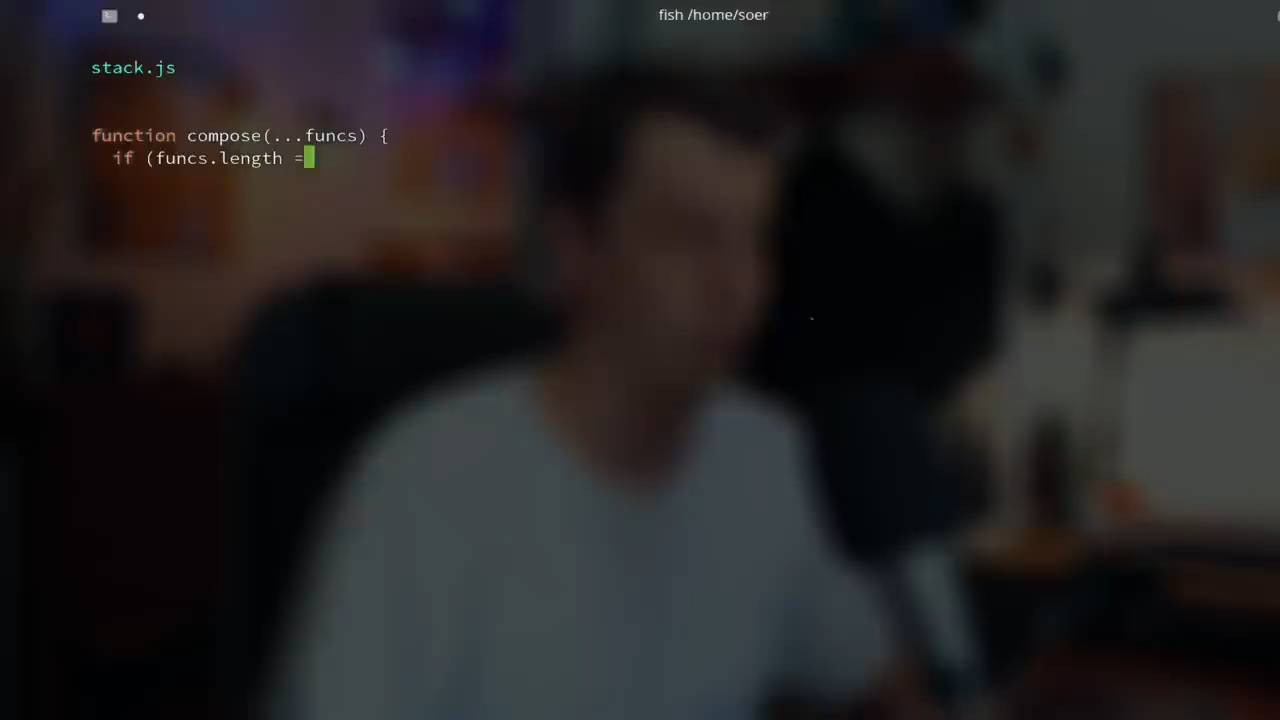 fish /home/soer
stack.js
function compose(...funcs) {
if (funcs.length =